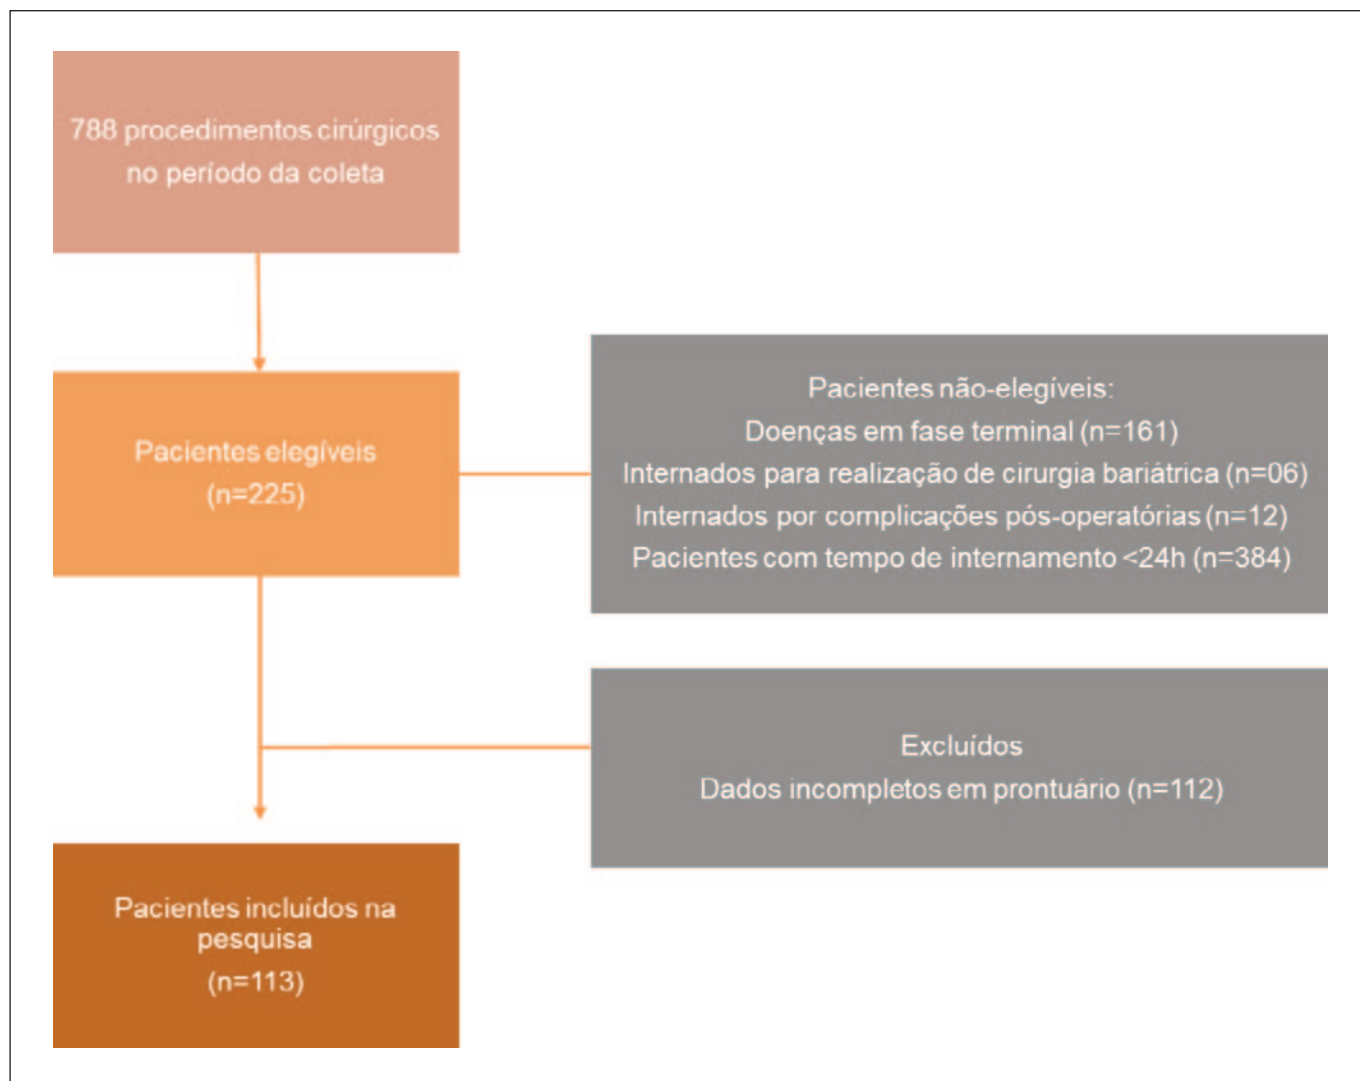 788 procedimentos cirúrgicos
no período da coleta
Pacientes elegíveis
(n=225)
Pacientes não-elegíveis:
Doenças em fase terminal (n=161)
Internados para realização de cirurgia bariátrica (n=06)
Internados por complicações pós-operatórias (n=12)
Pacientes com tempo de internamento <24h (n=384)
Excluídos
Dados incompletos em prontuário (n=112)
Pacientes incluídos na
pesquisa
(n=113)